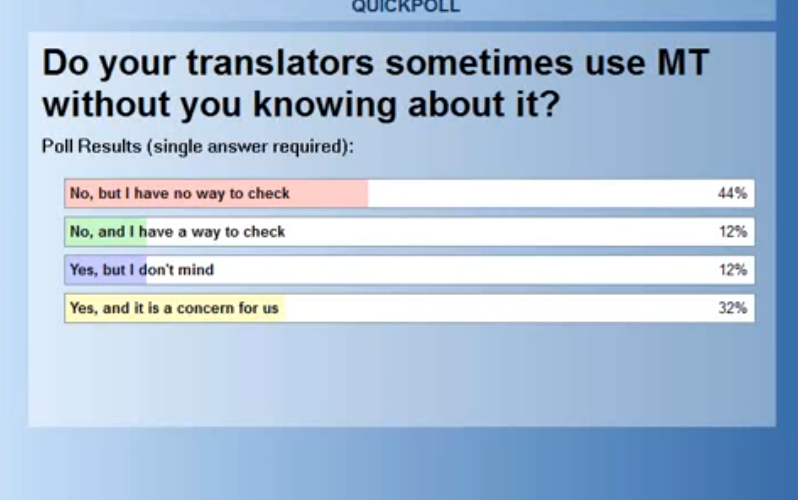 QUICKPOLL
Do your translators sometimes use MT
without you knowing about it?
Poll Results (single answer required):
No, but I have no way to check 44%
No, and I have a way to check 12%
Yes, but I don't mind 12%
Yes, and it is a concern for us 32%